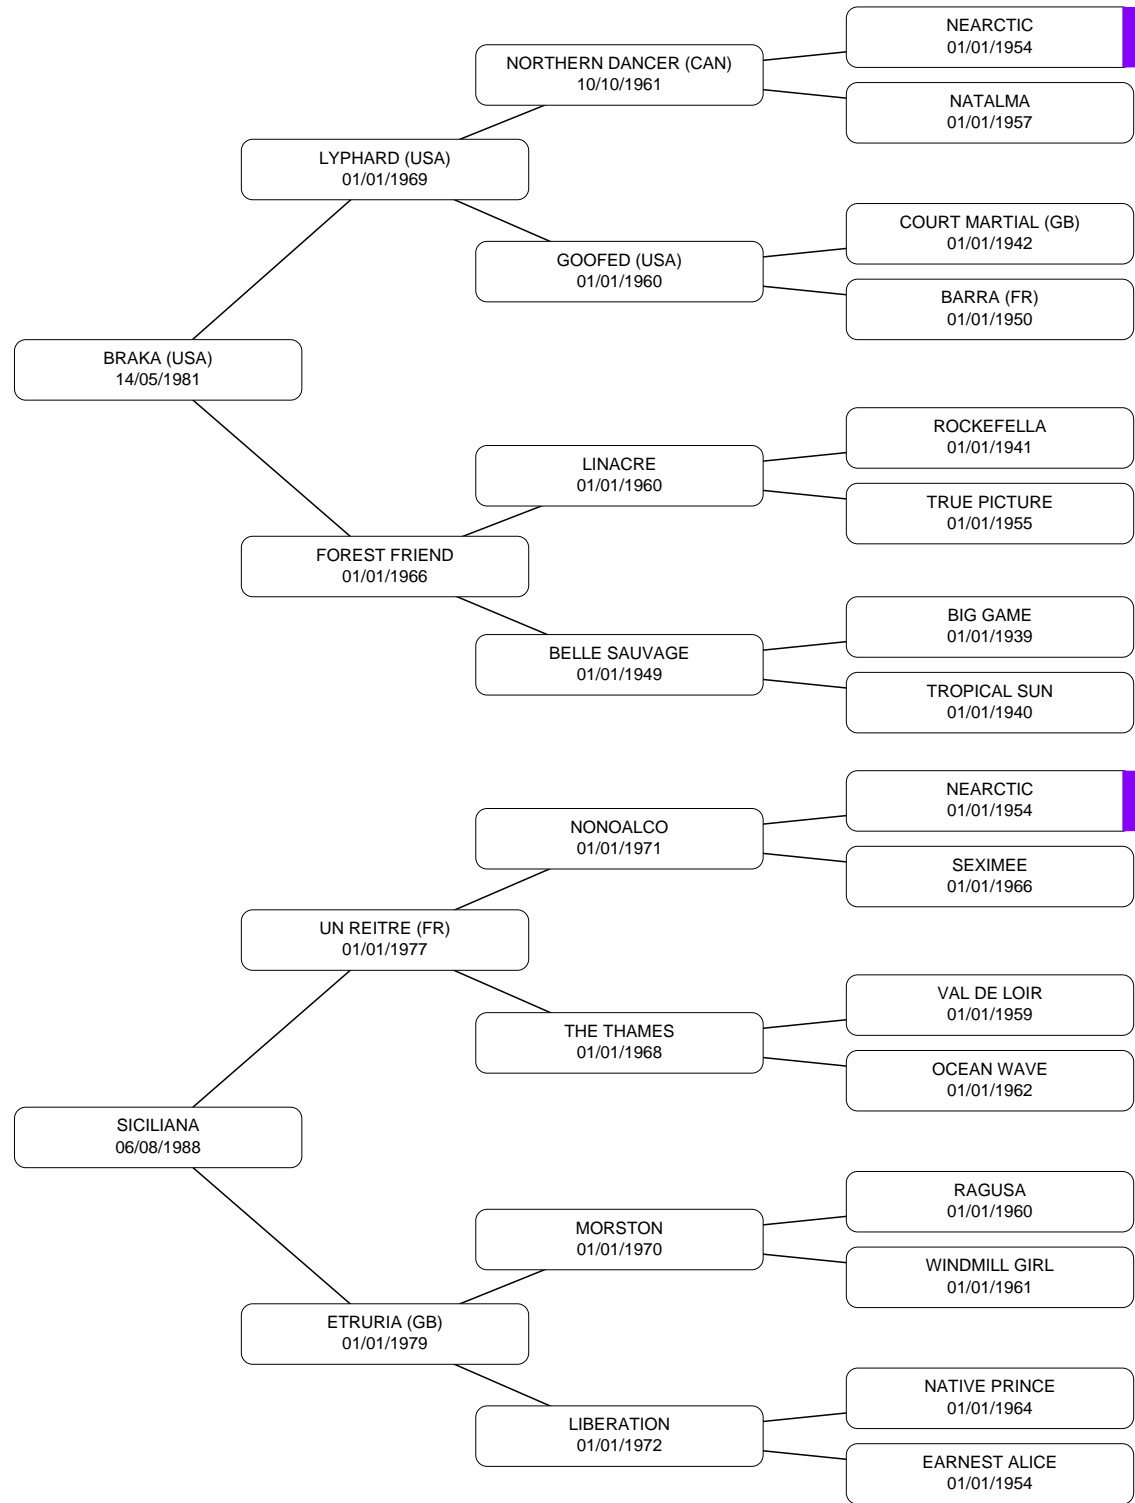 NEARCTIC
01/01/1954
NORTHERN DANCER (CAN)
10/10/1961
NATALMA
01/01/1957
LYPHARD (USA)
01/01/1969
COURT MARTIAL (GB)
01/01/1942
GOOFED (USA)
01/01/1960
BARRA (FR)
01/01/1950
BRAKA (USA)
14/05/1981
ROCKEFELLA
01/01/1941
LINACRE
01/01/1960
TRUE PICTURE
01/01/1955
FOREST FRIEND
01/01/1966
BIG GAME
01/01/1939
BELLE SAUVAGE
01/01/1949
TROPICAL SUN
01/01/1940
NEARCTIC
01/01/1954
NONOALCO
01/01/1971
SEXIMEE
01/01/1966
UN REITRE (FR)
01/01/1977
VAL DE LOIR
01/01/1959
THE THAMES
01/01/1968
OCEAN WAVE
01/01/1962
SICILIANA
06/08/1988
RAGUSA
01/01/1960
MORSTON
01/01/1970
WINDMILL GIRL
01/01/1961
ETRURIA (GB)
01/01/1979
NATIVE PRINCE
01/01/1964
LIBERATION
01/01/1972
EARNEST ALICE
01/01/1954